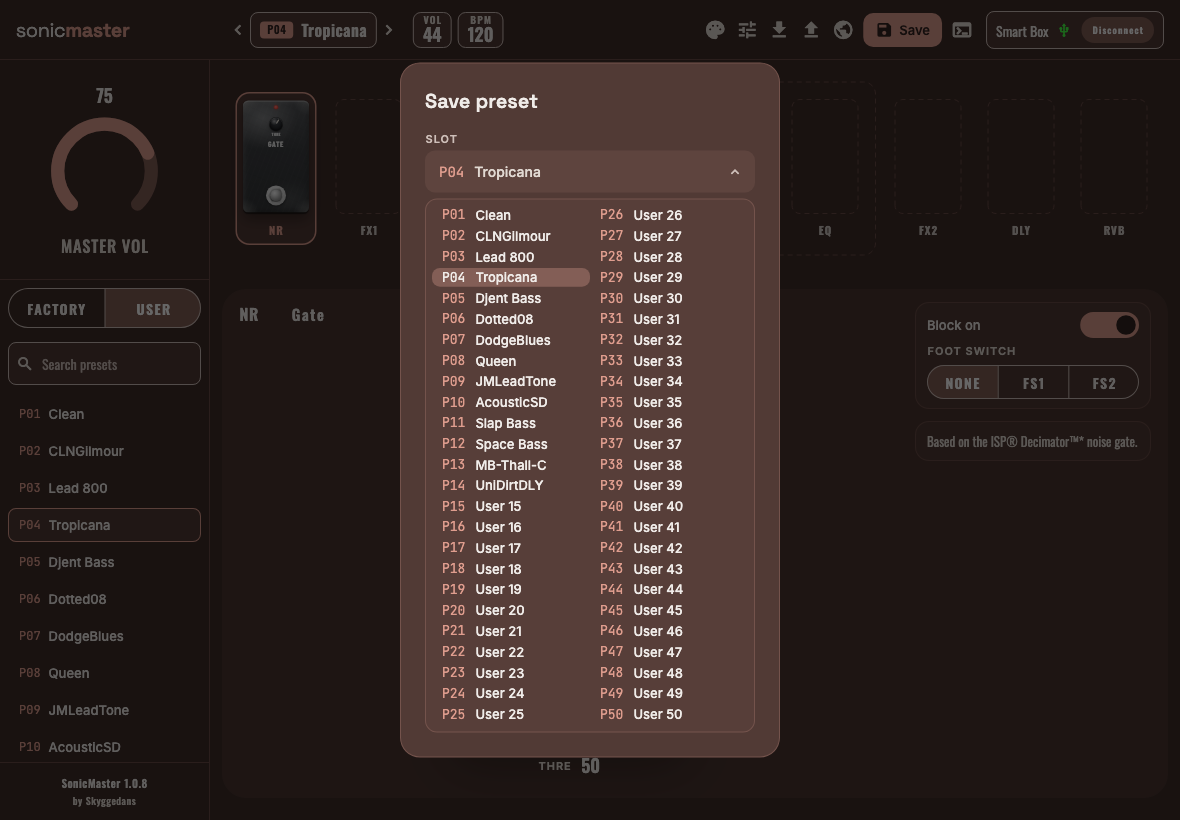 sonicmaster
P04 Tropicana
VOL
44
BPM
120
Save
Smart Box
Disconnect
75
MASTER VOL
FACTORY
USER
Search presets
P01 Clean
P02 CLNGilmour
P03 Lead 800
P04 Tropicana
P05 Djent Bass
P06 Dotted08
P07 DodgeBlues
P08 Queen
P09 JMLeadTone
P10 AcousticSD
SonicMaster 1.0.8
by Skyggedans
GATE
NR
FX1
EQ
FX2
DLY
RVB
NR Gate
Save preset
SLOT
P04 Tropicana
P01 Clean
P02 CLNGilmour
P03 Lead 800
P04 Tropicana
P05 Djent Bass
P06 Dotted08
P07 DodgeBlues
P08 Queen
P09 JMLeadTone
P10 AcousticSD
P11 Slap Bass
P12 Space Bass
P13 MB-Thall-C
P14 UniDirtDLY
P15 User 15
P16 User 16
P17 User 17
P18 User 18
P19 User 19
P20 User 20
P21 User 21
P22 User 22
P23 User 23
P24 User 24
P25 User 25
P26 User 26
P27 User 27
P28 User 28
P29 User 29
P30 User 30
P31 User 31
P32 User 32
P33 User 33
P34 User 34
P35 User 35
P36 User 36
P37 User 37
P38 User 38
P39 User 39
P40 User 40
P41 User 41
P42 User 42
P43 User 43
P44 User 44
P45 User 45
P46 User 46
P47 User 47
P48 User 48
P49 User 49
P50 User 50
THRE 50
Block on
FOOT SWITCH
NONE
FS1
FS2
Based on the ISP® Decimator™* noise gate.